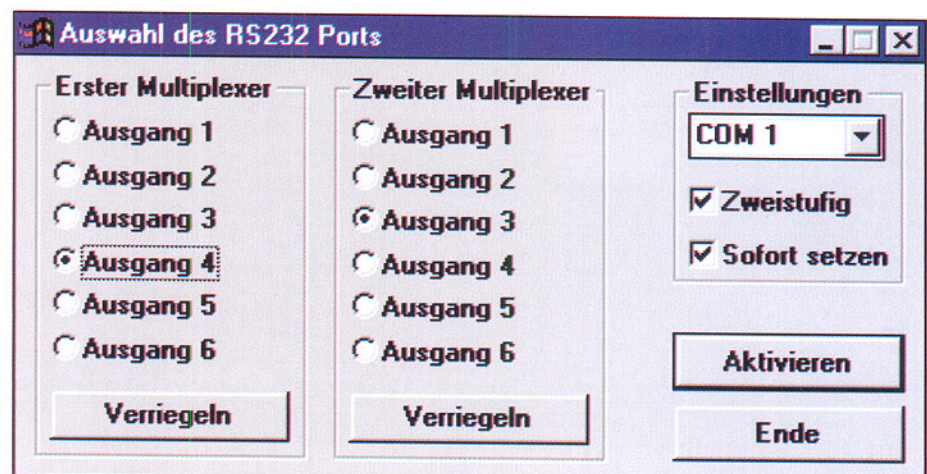 Auswahl des RS232 Ports
Erster Multiplexer
Ausgang 1
Ausgang 2
Ausgang 3
Ausgang 4
Ausgang 5
Ausgang 6
Verriegeln
Zweiter Multiplexer
Ausgang 1
Ausgang 2
Ausgang 3
Ausgang 4
Ausgang 5
Ausgang 6
Verriegeln
Einstellungen
COM 1
Zweistufig
Sofort setzen
Aktivieren
Ende